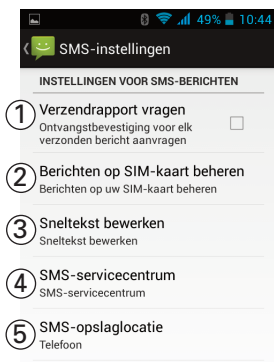 49% 10:44
SMS-instellingen
INSTELLINGEN VOOR SMS-BERICHTEN
1 Verzendrapport vragen
Ontvangstbevestiging voor elk
verzonden bericht aanvragen
2 Berichten op SIM-kaart beheren
Berichten op uw SIM-kaart beheren
3 Sneltekst bewerken
Sneltekst bewerken
4 SMS-servicecentrum
SMS-servicecentrum
5 SMS-opslaglocatie
Telefoon